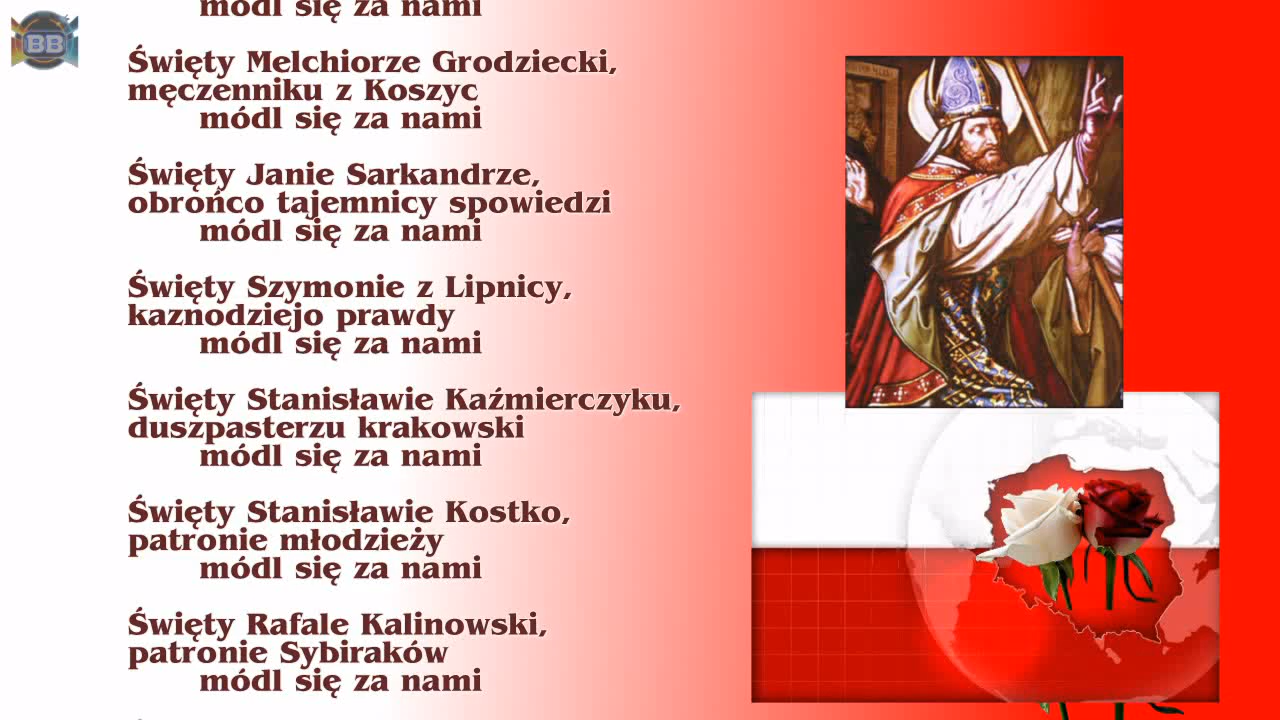 BB
módl się za nami
Święty Melchiorze Grodziecki,
męczenniku z Koszyc
módl się za nami
Święty Janie Sarkandrze,
obrońco tajemnicy spowiedzi
módl się za nami
Święty Szymonie z Lipnicy,
kaznodziejo prawdy
módl się za nami
Święty Stanisławie Kaźmierczyku,
duszpasterzu krakowski
módl się za nami
Święty Stanisławie Kostko,
patronie młodzieży
módl się za nami
Święty Rafale Kalinowski,
patronie Sybiraków
módl się za nami